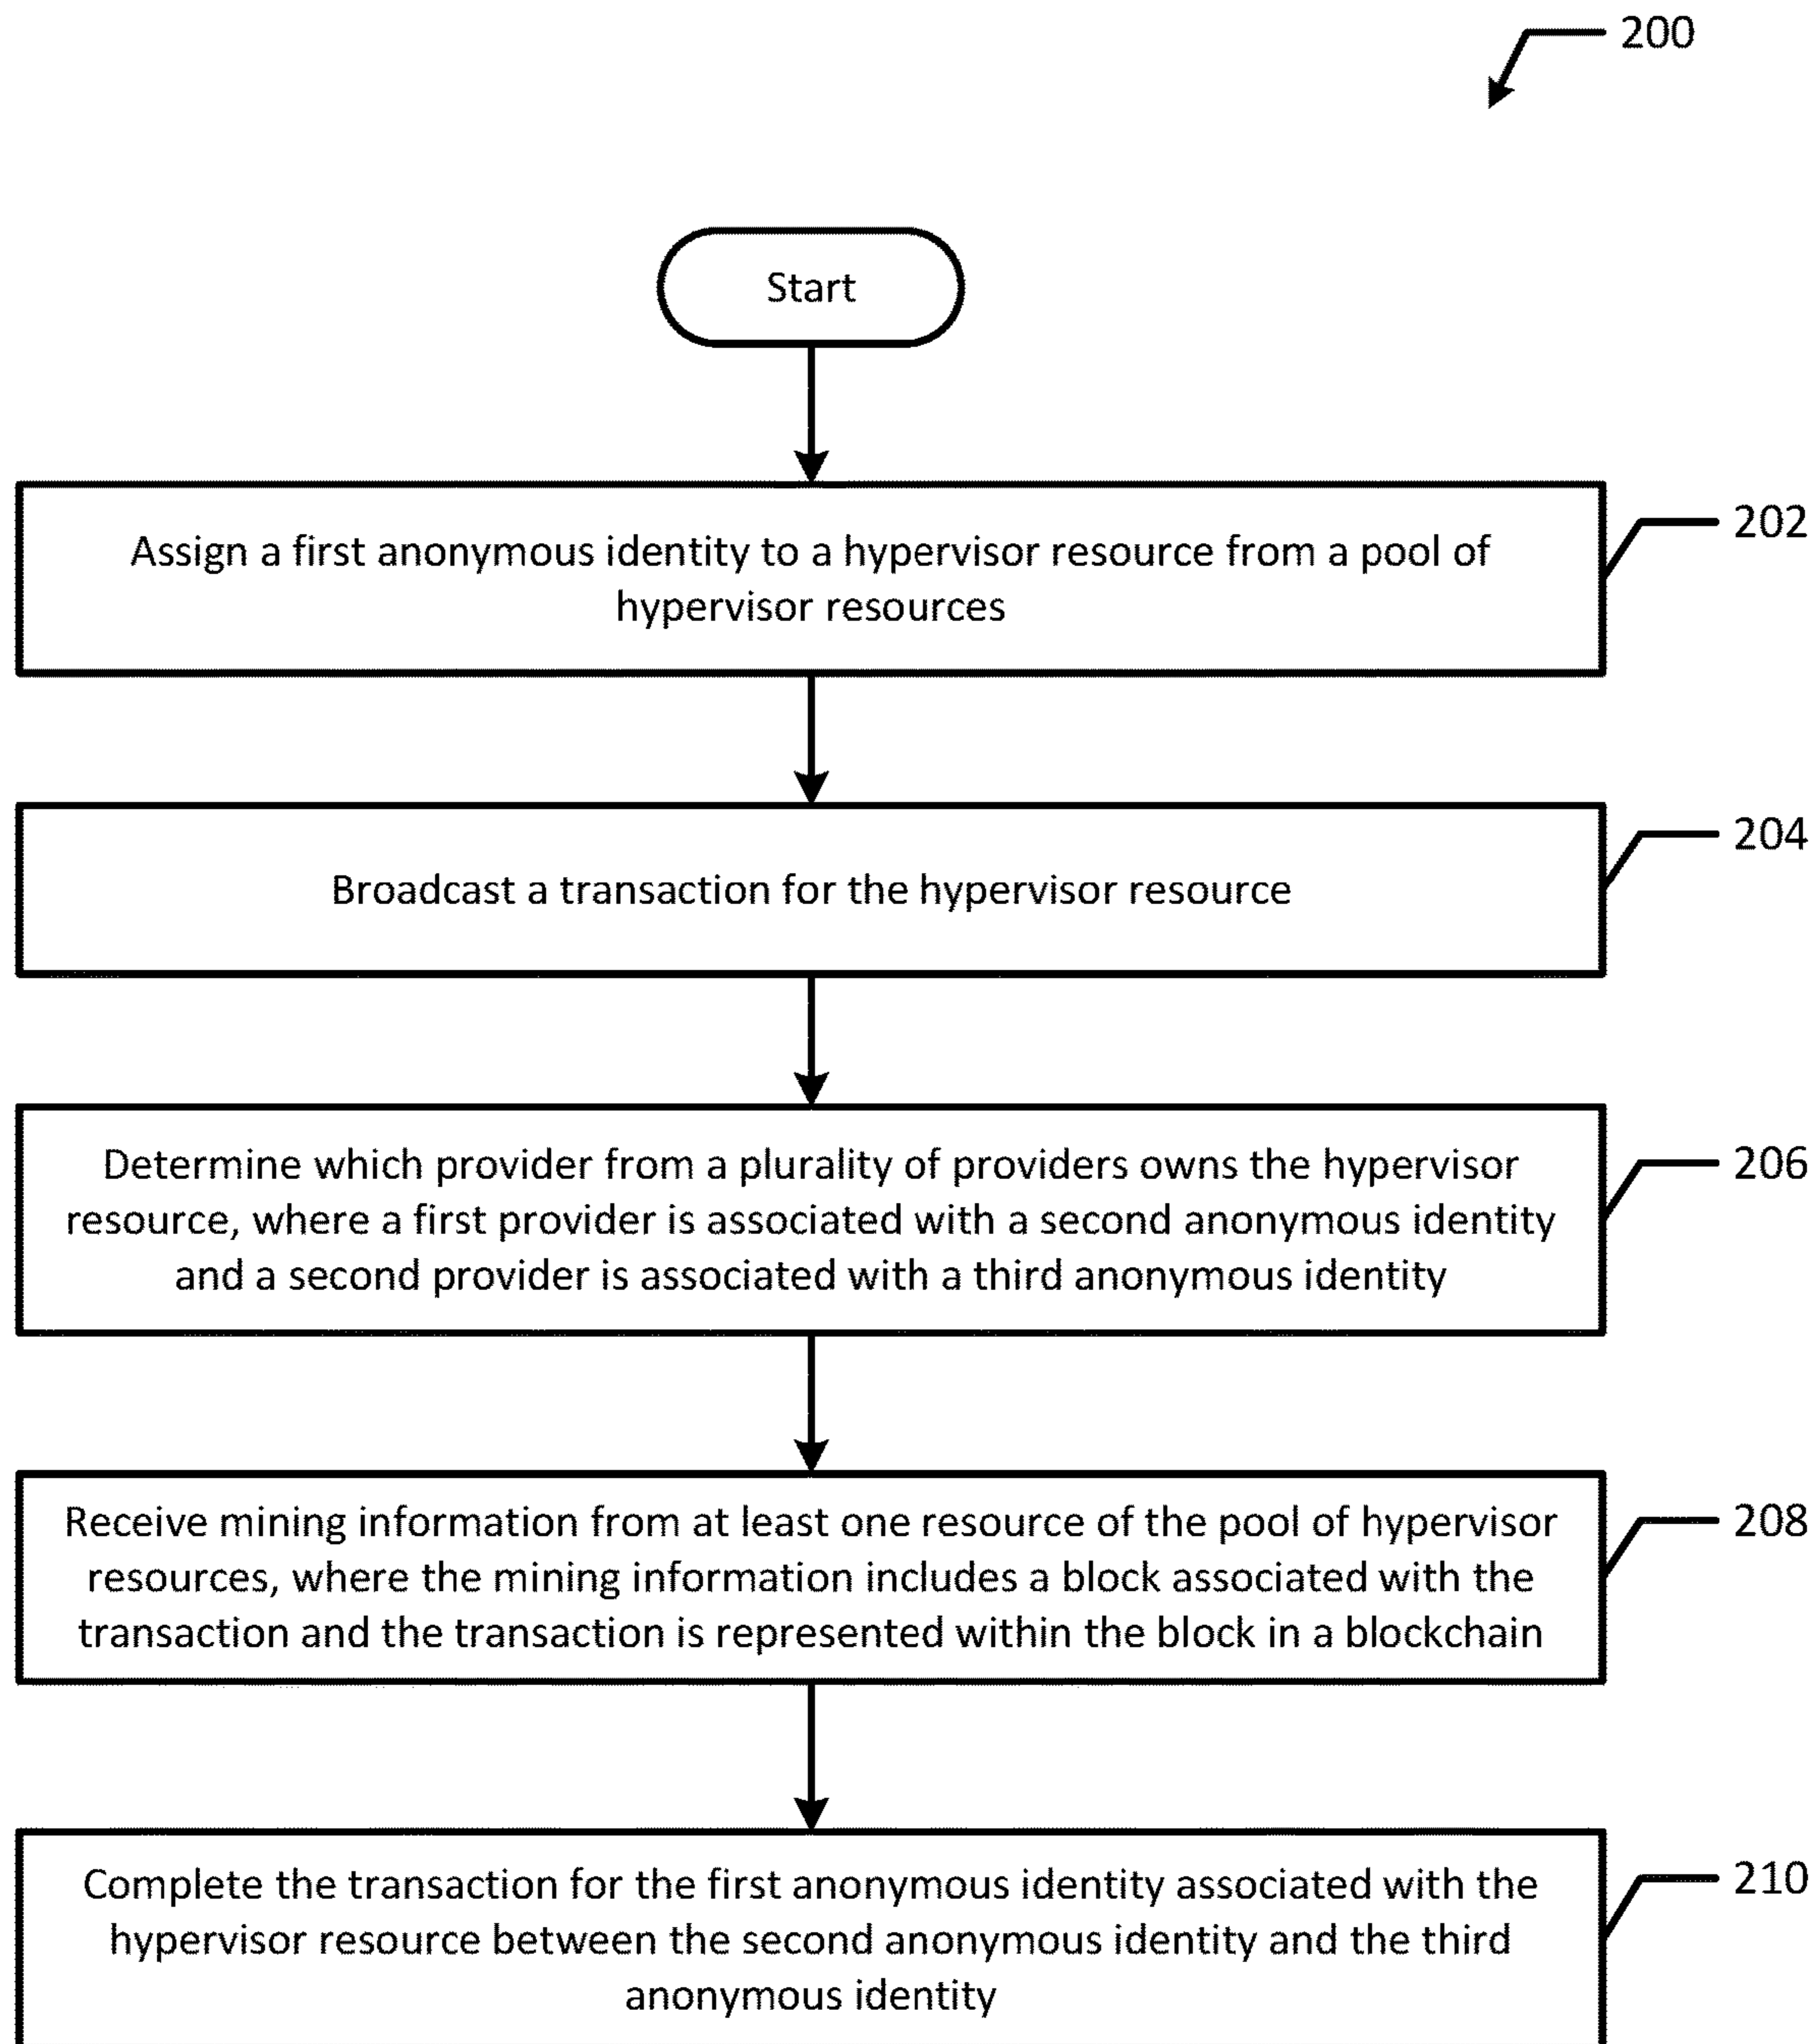 200
Start
Assign a first anonymous identity to a hypervisor resource from a pool of
hypervisor resources
202
Broadcast a transaction for the hypervisor resource
204
Determine which provider from a plurality of providers owns the hypervisor
resource, where a first provider is associated with a second anonymous identity
and a second provider is associated with a third anonymous identity
206
Receive mining information from at least one resource of the pool of hypervisor
resources, where the mining information includes a block associated with the
transaction and the transaction is represented within the block in a blockchain
208
Complete the transaction for the first anonymous identity associated with the
hypervisor resource between the second anonymous identity and the third
anonymous identity
210